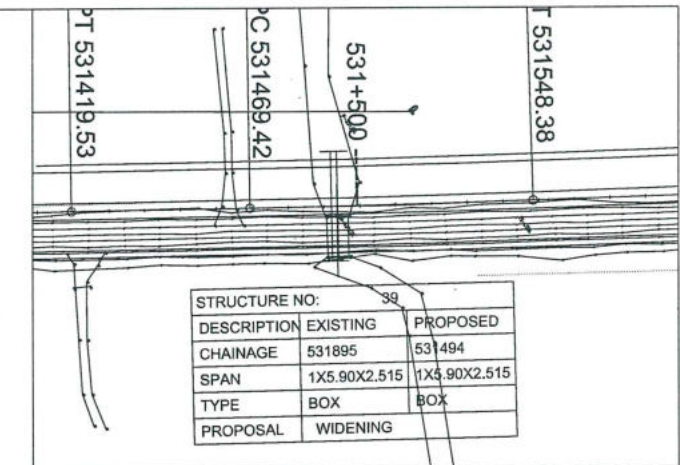 PT 531419.53
PC 531469.42
531+500
T 531548.38
STRUCTURE NO: 39
DESCRIPTION EXISTING PROPOSED
CHAINAGE 531895 531494
SPAN 1X5.90X2.515 1X5.90X2.515
TYPE BOX BOX
PROPOSAL WIDENING